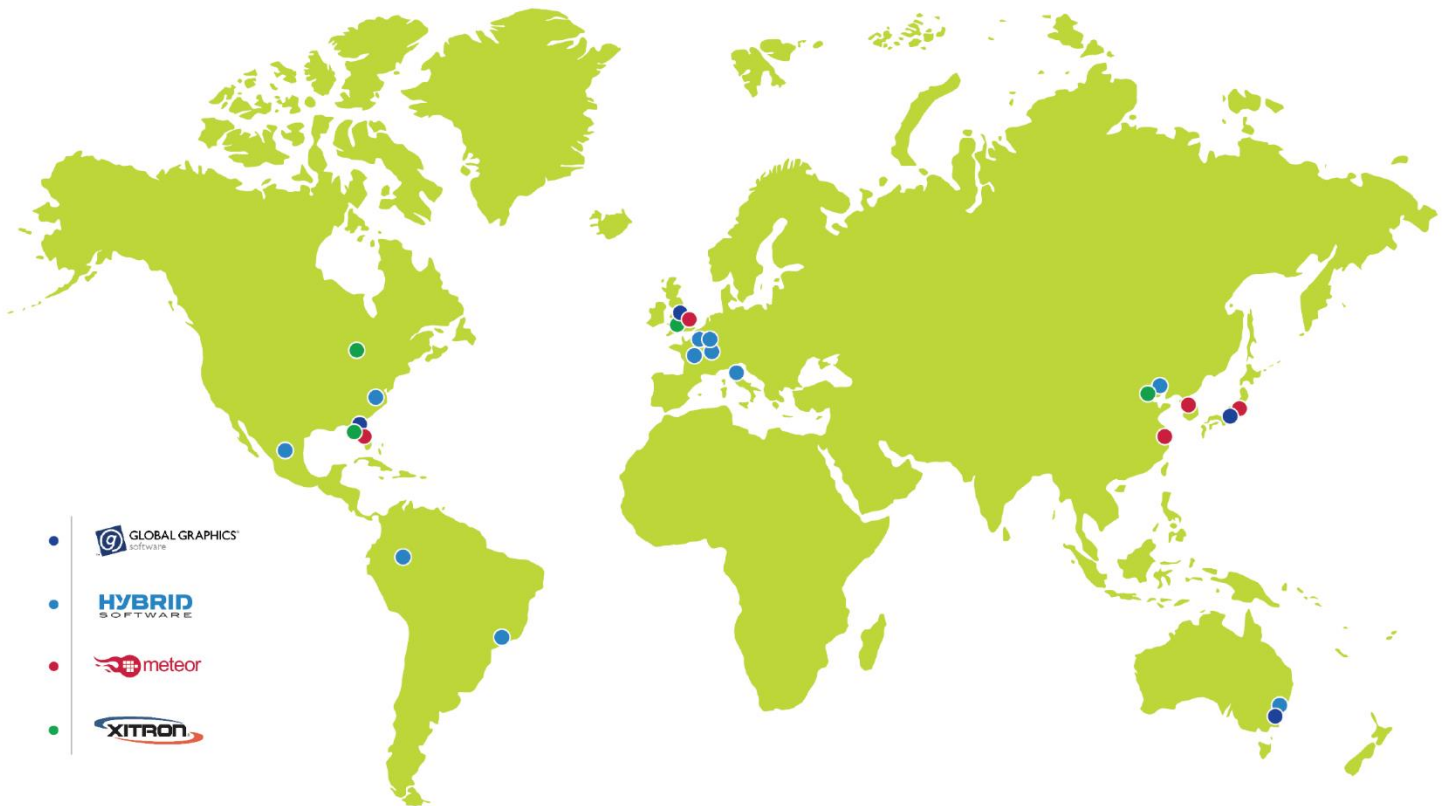 GLOBAL GRAPHICS®
software
HYBRID
SOFTWARE
meteor
XITRON